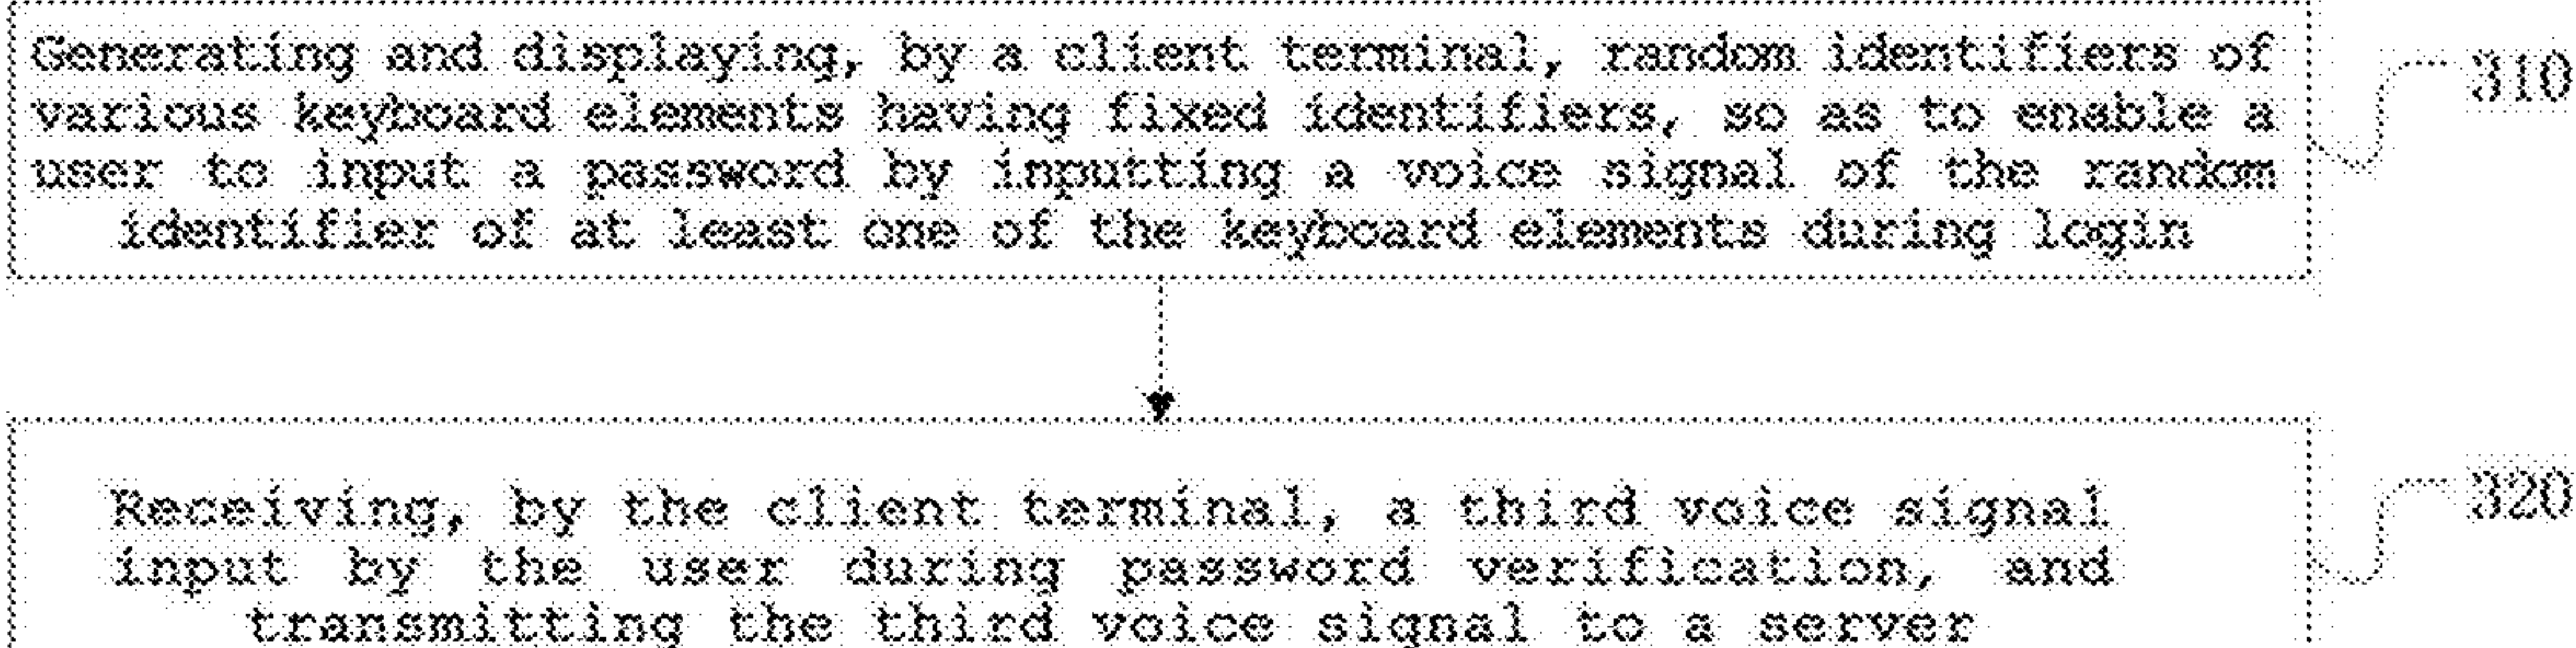 Generating and displaying, by a client terminal, random identifiers of
various keyboard elements having fixed identifiers, so as to enable a
user to input a password by inputting a voice signal of the random
identifier of at least one of the keyboard elements during login
310
Receiving, by the client terminal, a third voice signal
input by the user during password verification, and
transmitting the third voice signal to a server
320